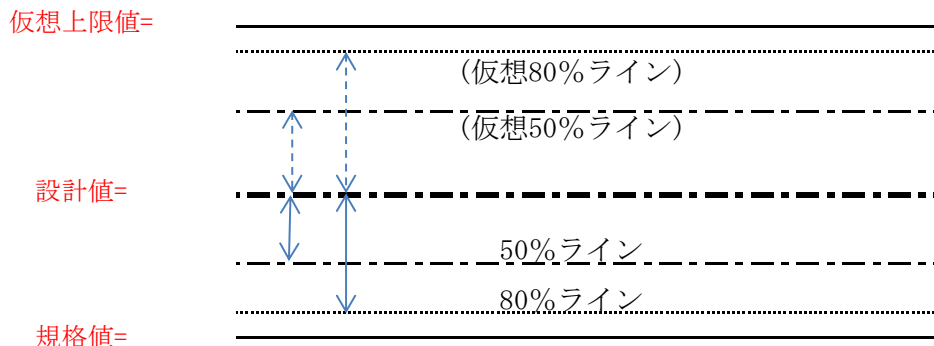 仮想上限値=
（仮想80％ライン）
（仮想50％ライン）
設計値=
50％ライン
80％ライン
規格値=